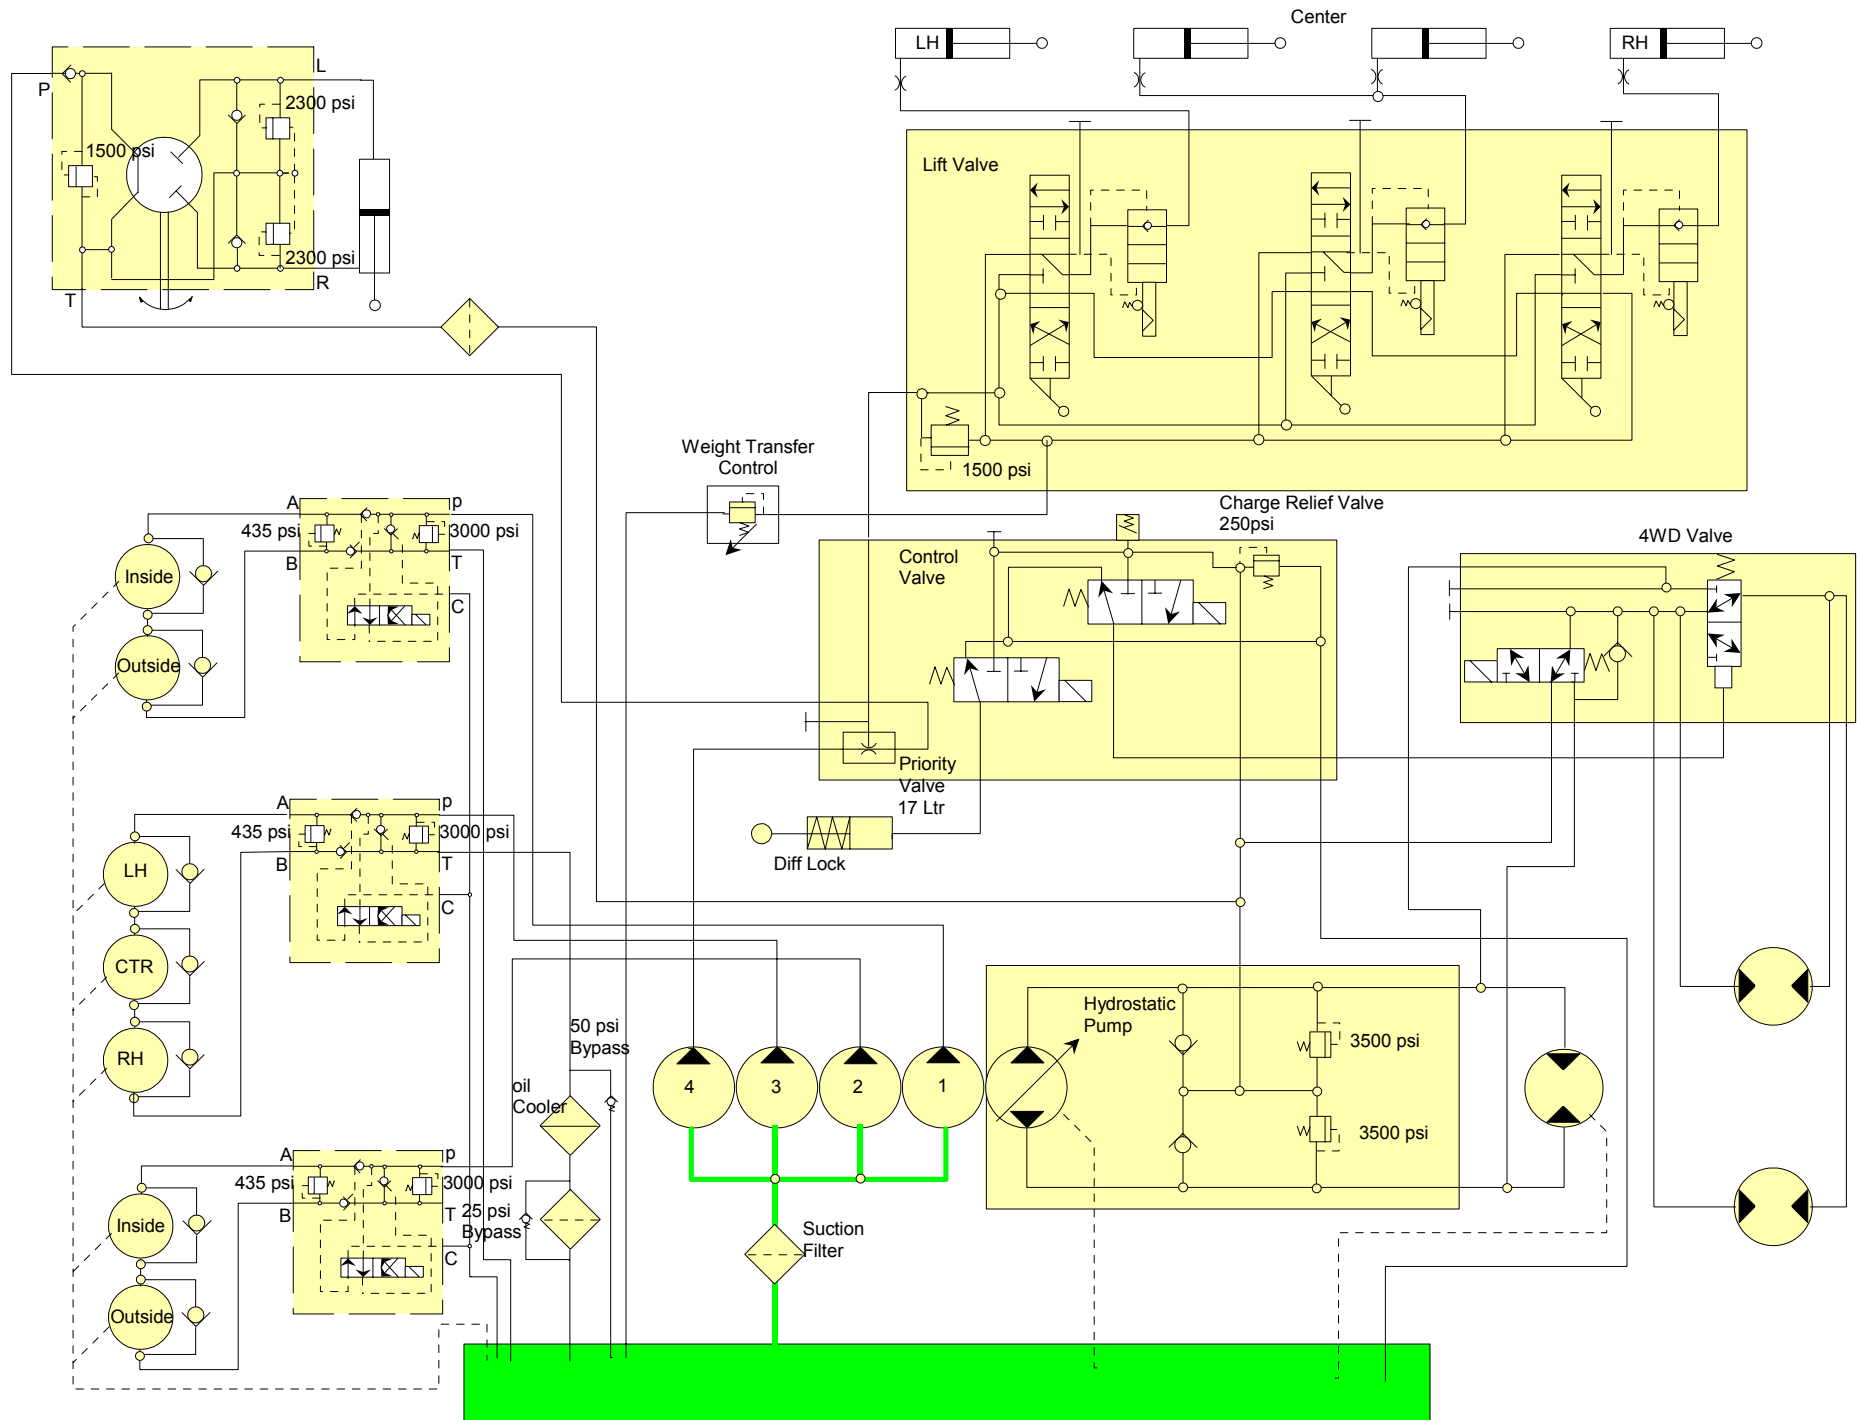 Center
LH
RH
L
P
2300 psi
1500 psi
2300 psi
R
T
Lift Valve
1500 psi
Weight Transfer
Control
Charge Relief Valve
250psi
Control
Valve
4WD Valve
Priority
Valve
17 Ltr
Diff Lock
A
p
435 psi
3000 psi
B
T
C
Inside
Outside
A
p
435 psi
3000 psi
B
T
C
LH
CTR
RH
50 psi
Bypass
oil
Cooler
A
p
435 psi
3000 psi
B
T
25 psi
Bypass
C
Inside
Outside
4
3
2
1
Hydrostatic
Pump
3500 psi
3500 psi
Suction
Filter